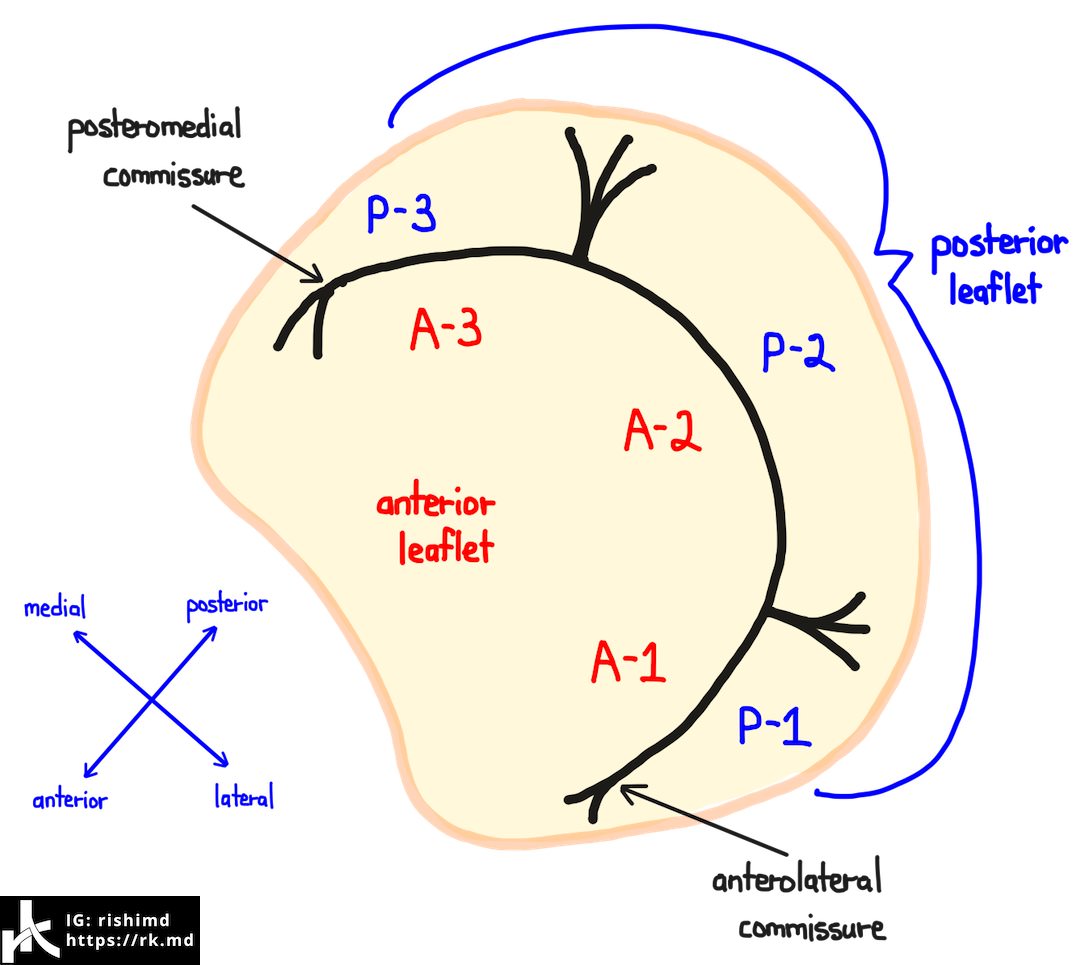 posteromedial
commissure
P-3
A-3
posterior
leaflet
P-2
A-2
anterior
leaflet
medial
posterior
A-1
P-1
anterior
lateral
anterolateral
commissure
IG: rishimd
https://rk.md